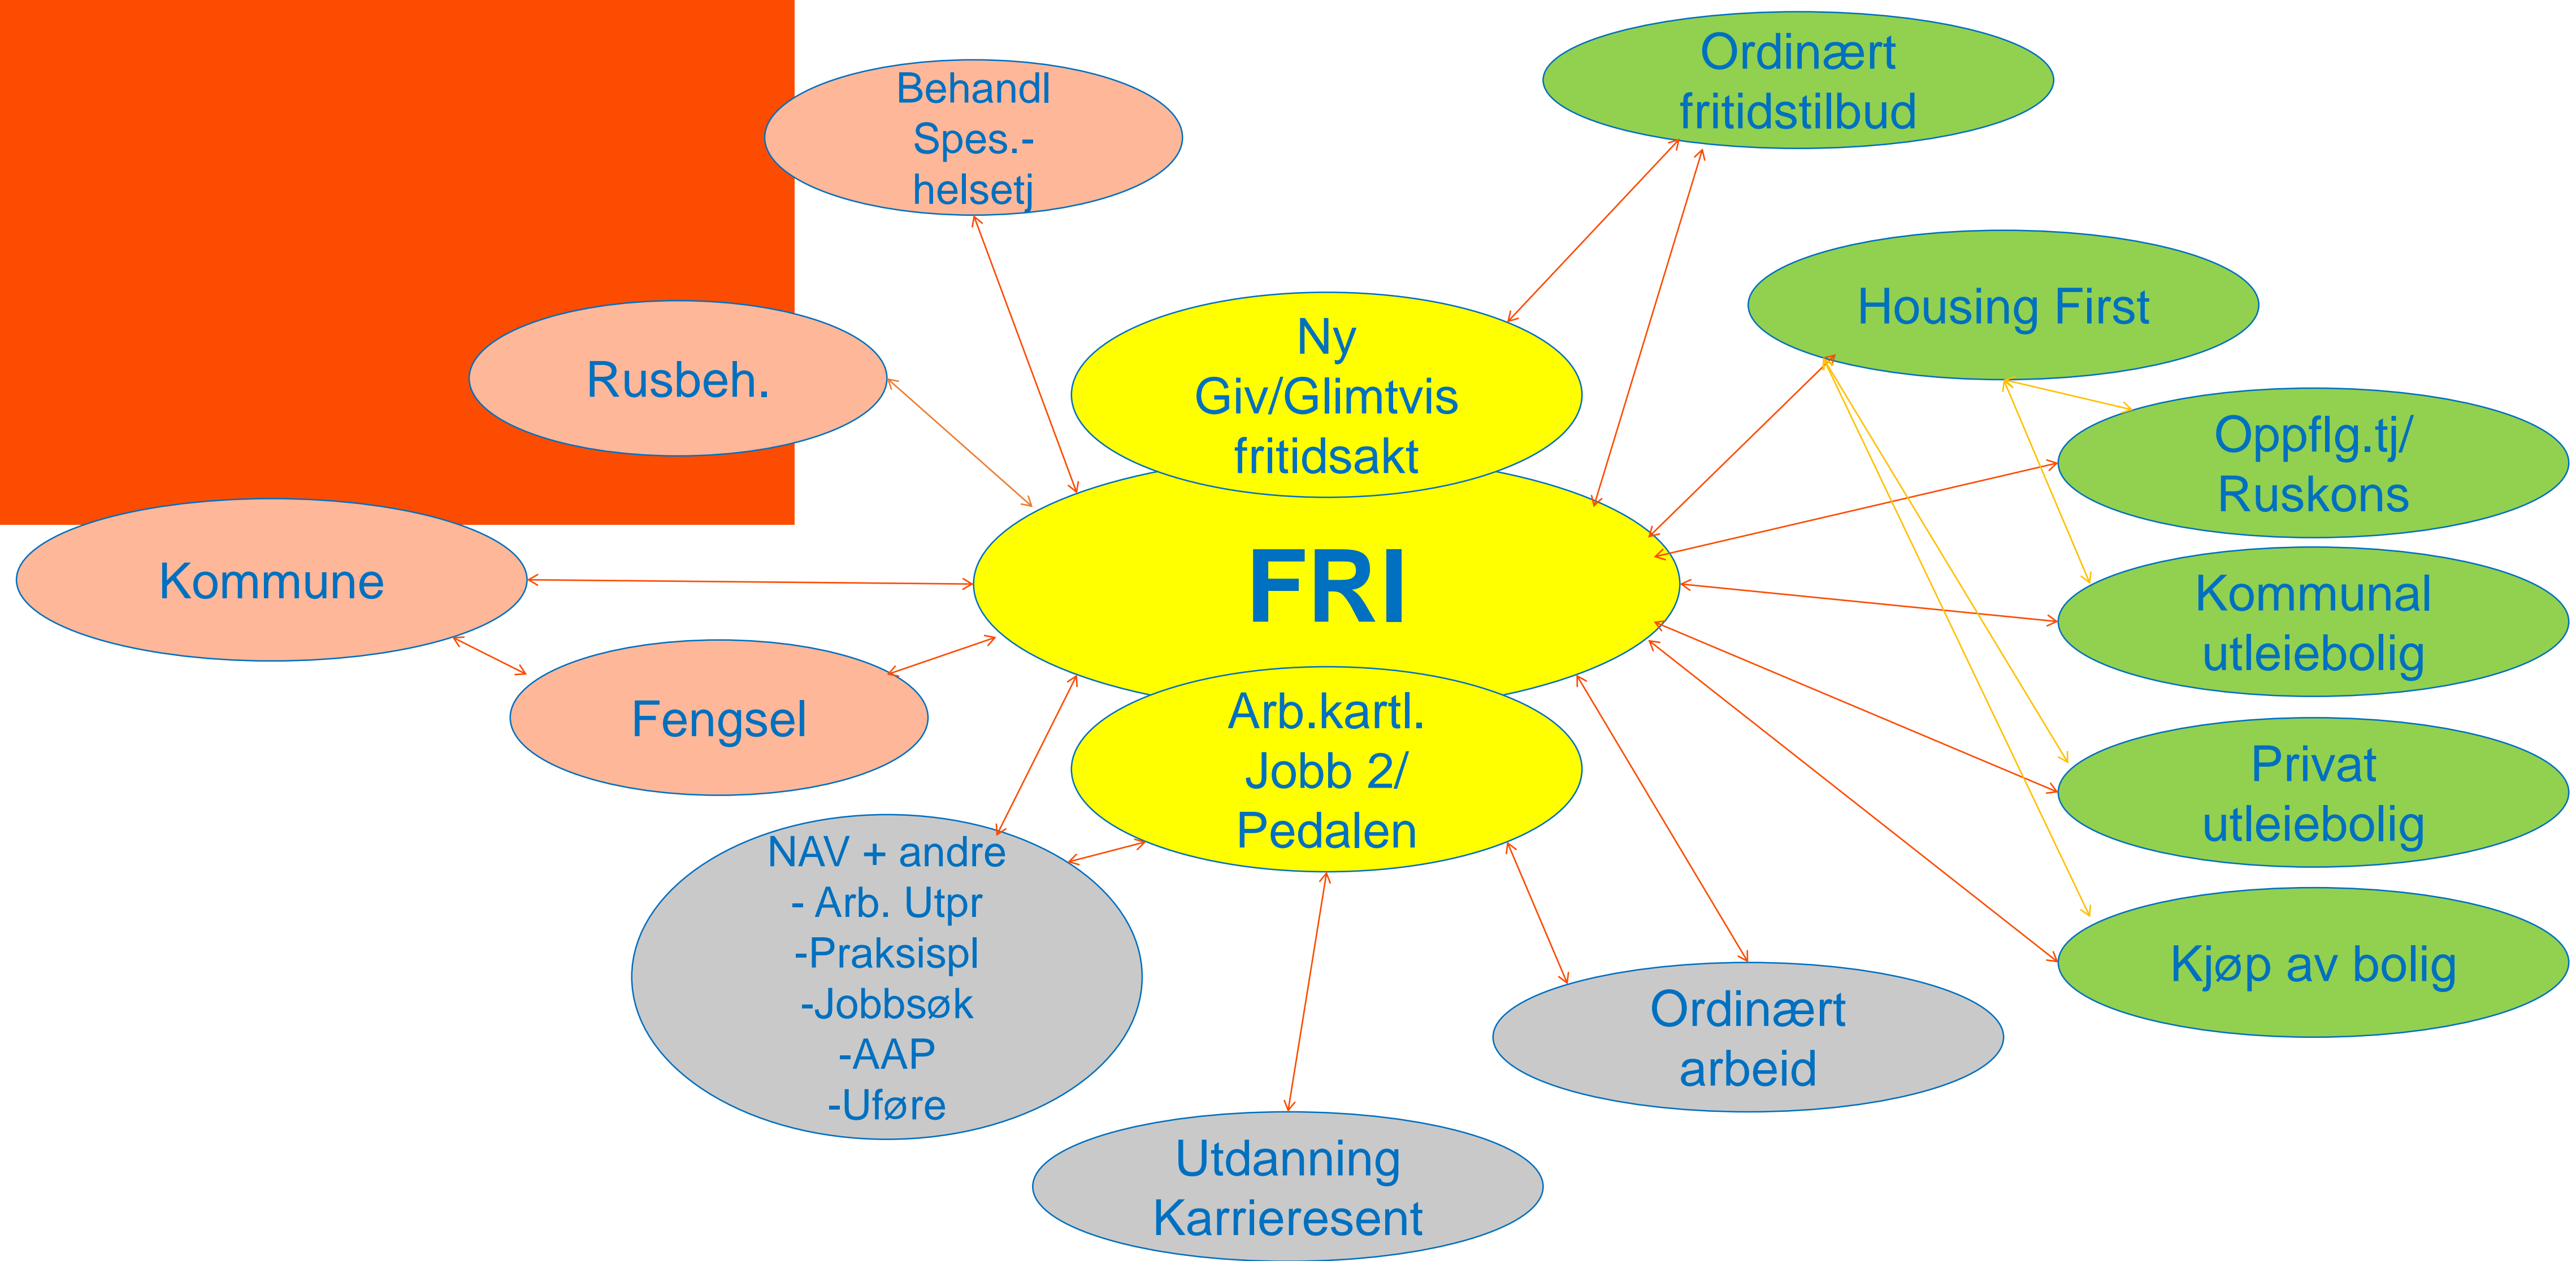 Ordinært
fritidstilbud
Behandl
Spes.-
helsetj
Housing First
Rusbeh.
Ny
Giv/Glimtvis
fritidsakt
Oppflg.tj/
Ruskons
Kommune
FRI
Kommunal
utleiebolig
Fengsel
Arb.kartl.
Jobb 2/
Pedalen
Privat
utleiebolig
NAV + andre
- Arb. Utpr
-Praksispl
-Jobbsøk
-AAP
-Uføre
Kjøp av bolig
Ordinært
arbeid
Utdanning
Karrieresent